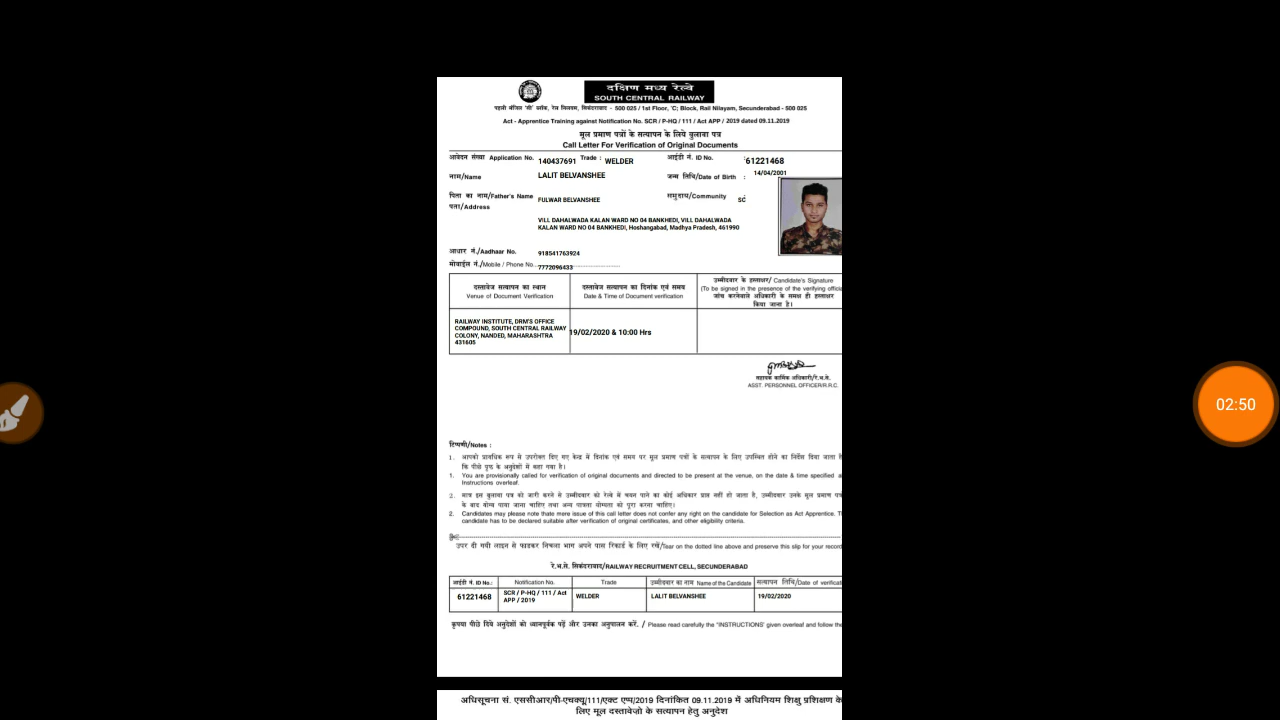 दक्षिण मध्य रेल्वे
SOUTH CENTRAL RAILWAY
पहली मंजिल 'सी' ब्लॉक, रेल निलयम, सिकंदराबाद - 500 025 / 1st Floor, 'C; Block, Rail Nilayam, Secunderabad - 500 025
Act - Apprentice Training against Notification No. SCR / P-HQ / 111 / Act APP / 2019 dated 09.11.2019
मूल प्रमाण पत्रों के सत्यापन के लिये बुलावा पत्र
Call Letter For Verification of Original Documents
आवेदन संख्या Application No. 140437691 Trade : WELDER आईडी नं. ID No. :61221468
नाम/Name LALIT BELVANSHEE जन्म तिथि/Date of Birth : 14/04/2001
पिता का नाम/Father's Name FULWAR BELVANSHEE समुदाय/Community : SC
पता/Address
VILL DAHALWADA KALAN WARD NO 04 BANKHEDI, VILL DAHALWADA
KALAN WARD NO 04 BANKHEDI, Hoshangabad, Madhya Pradesh, 461990
आधार नं./Aadhaar No. 918541763924
मोबाईल नं./Mobile / Phone No. 7772096433
दस्तावेज सत्यापन का स्थान
Venue of Document Verification
दस्तावेज सत्यापन का दिनांक एवं समय
Date & Time of Document verification
उम्मीदवार के हस्ताक्षर/ Candidate's Signature
(To be signed in the presence of the verifying officia
जांच करनेवाले अधिकारी के समक्ष ही हस्ताक्षर
किया जाना है।
RAILWAY INSTITUTE, DRM'S OFFICE
COMPOUND, SOUTH CENTRAL RAILWAY
COLONY, NANDED, MAHARASHTRA
431605
19/02/2020 & 10:00 Hrs
सहायक कार्मिक अधिकारी/रे.भ.से.
ASST. PERSONNEL OFFICER/R.R.C.
02:50
टिप्पणी/Notes :
1. आपको प्रावधिक रूप से उपरोक्त दिए गए केन्द्र में दिनांक एवं समय पर मूल प्रमाण पत्रों के सत्यापन के लिए उपस्थित होने का निर्देश दिया जाता है
कि पीछे पृष्ठ के अनुदेशों में कहा गया है।
1. You are provisionally called for verification of original documents and directed to be present at the venue, on the date & time specified a
Instructions overleaf.
2. मात्र इस बुलावा पत्र को जारी करने से उम्मीदवार को रेल्वे में चयन पाने का कोई अधिकार प्राप्त नहीं हो जाता है, उम्मीदवार उनके मूल प्रमाण पत्र
के बाद योग्य पाया जाना चाहिए तथा अन्य पात्रता योग्यता को पूरा करना चाहिए।
2. Candidates may please note thate mere issue of this call letter does not confer any right on the candidate for Selection as Act Apprentice. T
candidate has to be declared suitable after verification of original certificates, and other eligibility criteria.
उपर दी गयी लाइन से फाडकर निचला भाग अपने पास रिकार्ड के लिए रखें/Tear on the dotted line above and preserve this slip for your record
रे.भ.से. सिकंदराबाद/RAILWAY RECRUITMENT CELL, SECUNDERABAD
आईडी नं. ID No.: Notification No. Trade उम्मीदवार का नाम Name of the Candidate सत्यापन तिथि/Date of verificat
61221468 SCR / P-HQ / 111 / Act WELDER LALIT BELVANSHEE 19/02/2020
APP / 2019
कृपया पीछे दिये अनुदेशों को ध्यानपूर्वक पढ़ें और उनका अनुपालन करें. / Please read carefully the "INSTRUCTIONS' given overleaf and follow the
अधिसूचना सं. एससीआर/पी-एचक्यू/111/एक्ट एप्प/2019 दिनांकित 09.11.2019 में अधिनियम शिक्षु प्रशिक्षण के
लिए मूल दस्तावेजो के सत्यापन हेतु अनुदेश